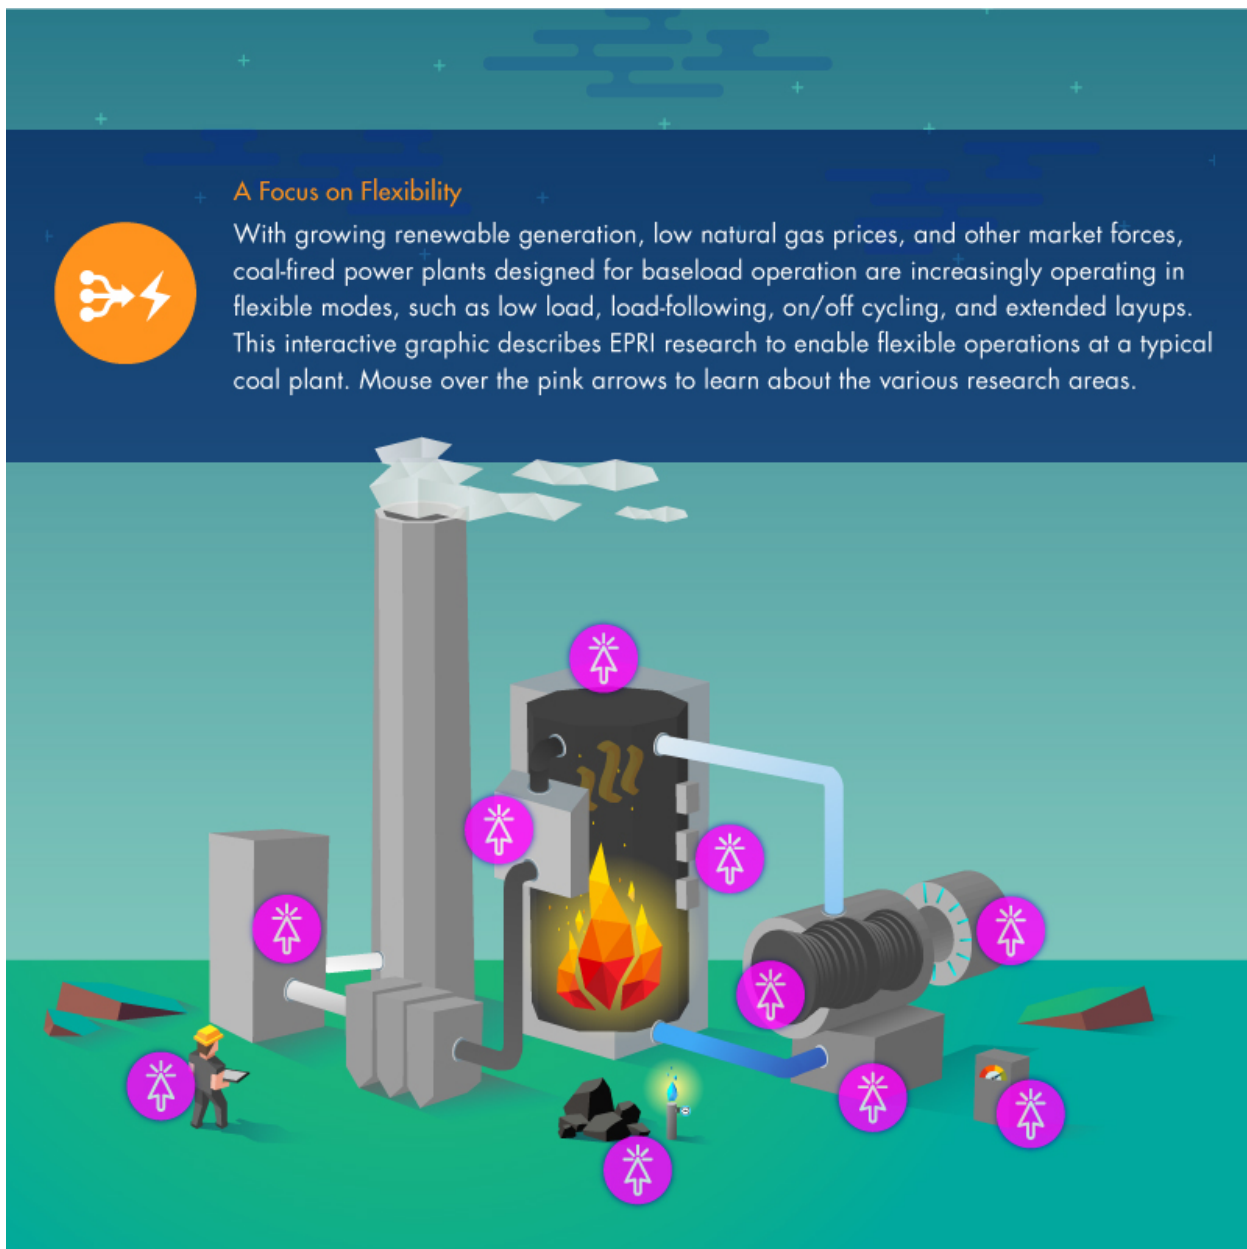 A Focus on Flexibility
With growing renewable generation, low natural gas prices, and other market forces,
coal-fired power plants designed for baseload operation are increasingly operating in
flexible modes, such as low load, load-following, on/off cycling, and extended layups.
This interactive graphic describes EPRI research to enable flexible operations at a typical
coal plant. Mouse over the pink arrows to learn about the various research areas.